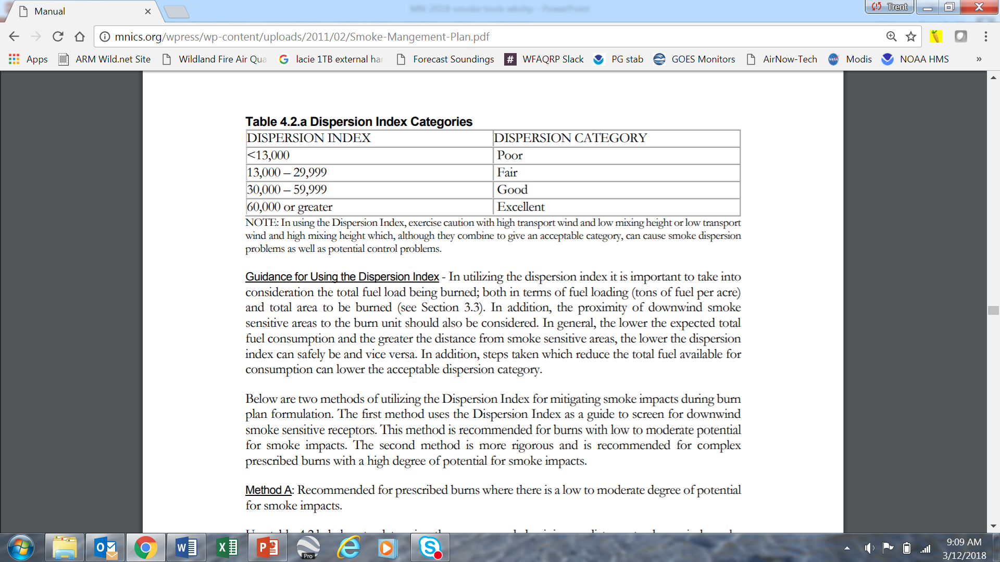 Manual
MN-2018-smoke tools wkshp - PowerPoint
Trent
mnics.org/wpress/wp-content/uploads/2011/02/Smoke-Mangement-Plan.pdf
Apps ARM Wild.net Site Wildland Fire Air Qua lacie 1TB external har Forecast Soundings # WFAQRP Slack PG stab GOES Monitors AirNow-Tech Modis NOAA HMS »
Table 4.2.a Dispersion Index Categories
DISPERSION INDEX DISPERSION CATEGORY
<13,000 Poor
13,000 – 29,999 Fair
30,000 – 59,999 Good
60,000 or greater Excellent
NOTE: In using the Dispersion Index, exercise caution with high transport wind and low mixing height or low transport
wind and high mixing height which, although they combine to give an acceptable category, can cause smoke dispersion
problems as well as potential control problems.
Guidance for Using the Dispersion Index - In utilizing the dispersion index it is important to take into
consideration the total fuel load being burned; both in terms of fuel loading (tons of fuel per acre)
and total area to be burned (see Section 3.3). In addition, the proximity of downwind smoke
sensitive areas to the burn unit should also be considered. In general, the lower the expected total
fuel consumption and the greater the distance from smoke sensitive areas, the lower the dispersion
index can safely be and vice versa. In addition, steps taken which reduce the total fuel available for
consumption can lower the acceptable dispersion category.
Below are two methods of utilizing the Dispersion Index for mitigating smoke impacts during burn
plan formulation. The first method uses the Dispersion Index as a guide to screen for downwind
smoke sensitive receptors. This method is recommended for burns with low to moderate potential
for smoke impacts. The second method is more rigorous and is recommended for complex
prescribed burns with a high degree of potential for smoke impacts.
Method A: Recommended for prescribed burns where there is a low to moderate degree of potential
for smoke impacts.
Pro
9:09 AM
3/12/2018